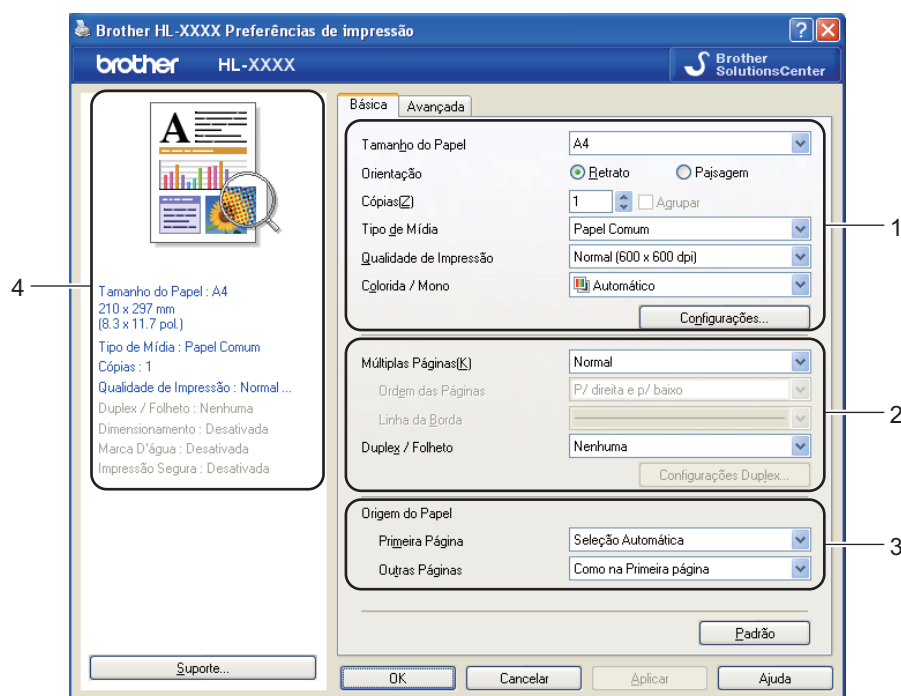 Brother HL-XXXX Preferências de impressão
brother HL-XXXX
Brother
SolutionsCenter
A
Tamanho do Papel : A4
210 x 297 mm
(8.3 x 11.7 pol.)
Tipo de Mídia : Papel Comum
Cópias : 1
Qualidade de Impressão : Normal ...
Duplex / Folheto : Nenhuma
Dimensionamento : Desativada
Marca D'água : Desativada
Impressão Segura : Desativada
4
Suporte...
Básica Avançada
Tamanho do Papel A4
Orientação Retrato Paisagem
Cópias(Z) 1 Agrupar
Tipo de Mídia Papel Comum
Qualidade de Impressão Normal (600 x 600 dpi)
Colorida / Mono Automático
Configurações...
1
Múltiplas Páginas(K) Normal
Ordem das Páginas P/ direita e p/ baixo
Linha da Borda
Duplex / Folheto Nenhuma
Configurações Duplex...
2
Origem do Papel
Primeira Página Seleção Automática
Outras Páginas Como na Primeira página
3
Padrão
OK Cancelar Aplicar Ajuda